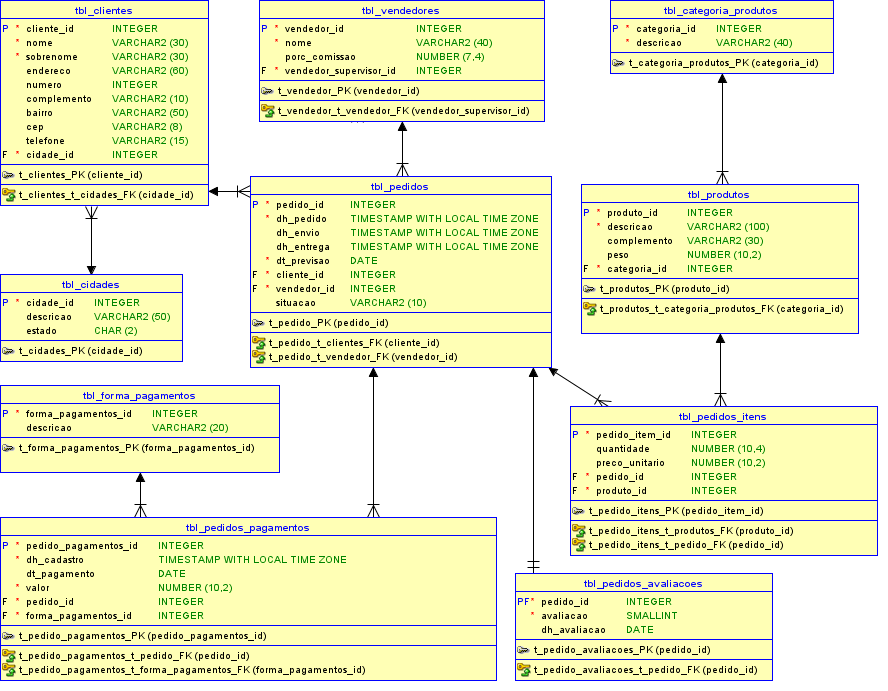 tbl_clientes
P * cliente_id INTEGER
* nome VARCHAR2 (30)
* sobrenome VARCHAR2 (30)
endereco VARCHAR2 (60)
numero INTEGER
complemento VARCHAR2 (10)
bairro VARCHAR2 (50)
cep VARCHAR2 (8)
telefone VARCHAR2 (15)
F * cidade_id INTEGER
t_clientes_PK (cliente_id)
t_clientes_t_cidades_FK (cidade_id)
tbl_vendedores
P * vendedor_id INTEGER
* nome VARCHAR2 (40)
porc_comissao NUMBER (7,4)
F * vendedor_supervisor_id INTEGER
t_vendedor_PK (vendedor_id)
t_vendedor_t_vendedor_FK (vendedor_supervisor_id)
tbl_categoria_produtos
P * categoria_id INTEGER
* descricao VARCHAR2 (40)
t_categoria_produtos_PK (categoria_id)
tbl_pedidos
P * pedido_id INTEGER
* dh_pedido TIMESTAMP WITH LOCAL TIME ZONE
dh_envio TIMESTAMP WITH LOCAL TIME ZONE
dh_entrega TIMESTAMP WITH LOCAL TIME ZONE
* dt_previsao DATE
F * cliente_id INTEGER
F * vendedor_id INTEGER
situacao VARCHAR2 (10)
t_pedido_PK (pedido_id)
t_pedido_t_clientes_FK (cliente_id)
t_pedido_t_vendedor_FK (vendedor_id)
tbl_produtos
P * produto_id INTEGER
* descricao VARCHAR2 (100)
complemento VARCHAR2 (30)
peso NUMBER (10,2)
F * categoria_id INTEGER
t_produtos_PK (produto_id)
t_produtos_t_categoria_produtos_FK (categoria_id)
tbl_cidades
P * cidade_id INTEGER
descricao VARCHAR2 (50)
estado CHAR (2)
t_cidades_PK (cidade_id)
tbl_forma_pagamentos
P * forma_pagamentos_id INTEGER
descricao VARCHAR2 (20)
t_forma_pagamentos_PK (forma_pagamentos_id)
tbl_pedidos_itens
P * pedido_item_id INTEGER
quantidade NUMBER (10,4)
preco_unitario NUMBER (10,2)
F * pedido_id INTEGER
F * produto_id INTEGER
t_pedido_itens_PK (pedido_item_id)
t_pedido_itens_t_produtos_FK (produto_id)
t_pedido_itens_t_pedido_FK (pedido_id)
tbl_pedidos_pagamentos
P * pedido_pagamentos_id INTEGER
* dh_cadastro TIMESTAMP WITH LOCAL TIME ZONE
dt_pagamento DATE
* valor NUMBER (10,2)
F * pedido_id INTEGER
F * forma_pagamentos_id INTEGER
t_pedido_pagamentos_PK (pedido_pagamentos_id)
t_pedido_pagamentos_t_pedido_FK (pedido_id)
t_pedido_pagamentos_t_forma_pagamentos_FK (forma_pagamentos_id)
tbl_pedidos_avaliacoes
PF* pedido_id INTEGER
* avaliacao SMALLINT
dh_avaliacao DATE
t_pedido_avaliacoes_PK (pedido_id)
t_pedido_avaliacoes_t_pedido_FK (pedido_id)